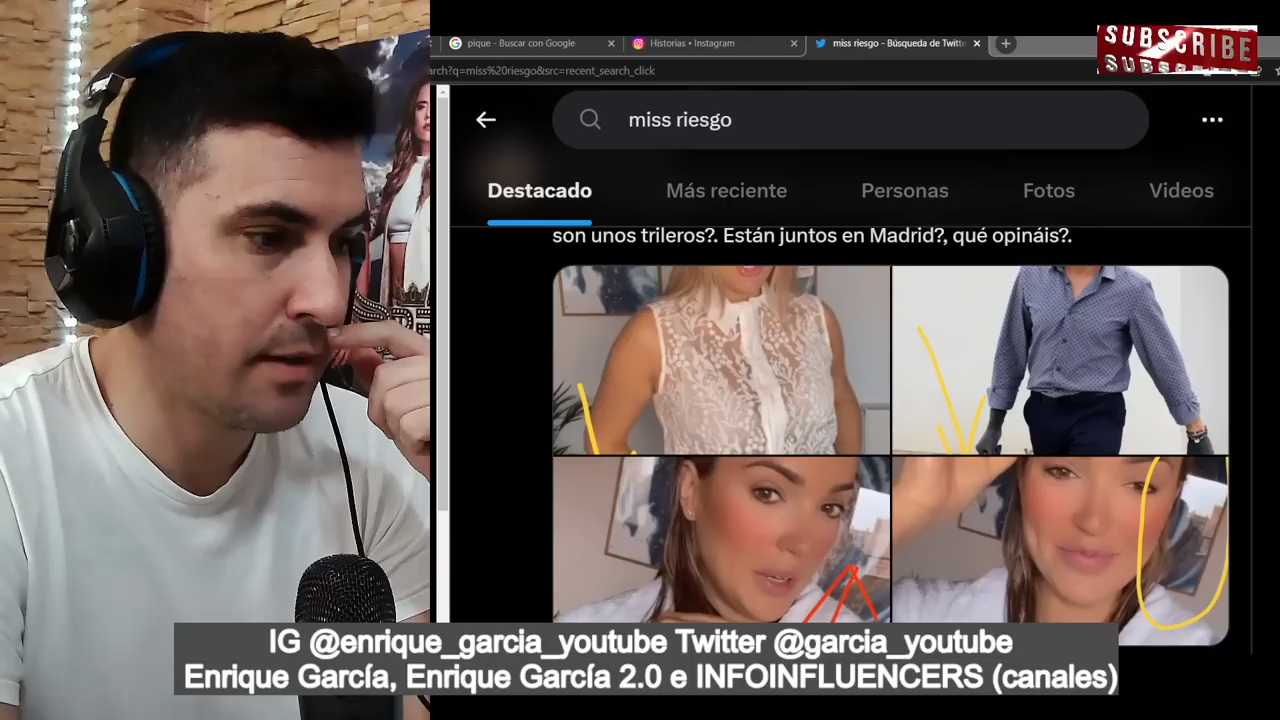 pique - Buscar con Google
Historias • Instagram
miss riesgo - Búsqueda de Twitte
SUBSCRIBE
arch?q=miss%20riesgo&src=recent_search_click
miss riesgo
Destacado
Más reciente
Personas
Fotos
Videos
son unos trileros?. Están juntos en Madrid?, qué opináis?.
IG @enrique_garcia_youtube Twitter @garcia_youtube
Enrique García, Enrique García 2.0 e INFOINFLUENCERS (canales)